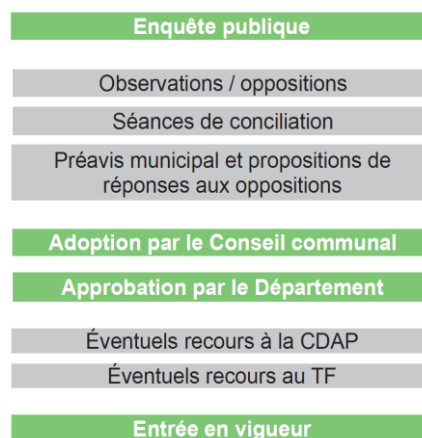 Enquête publique
Observations / oppositions
Séances de conciliation
Préavis municipal et propositions de
réponses aux oppositions
Adoption par le Conseil communal
Approbation par le Département
Éventuels recours à la CDAP
Éventuels recours au TF
Entrée en vigueur